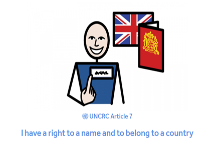 UNCRC Article 7
I have a right to a name and to belong to a country